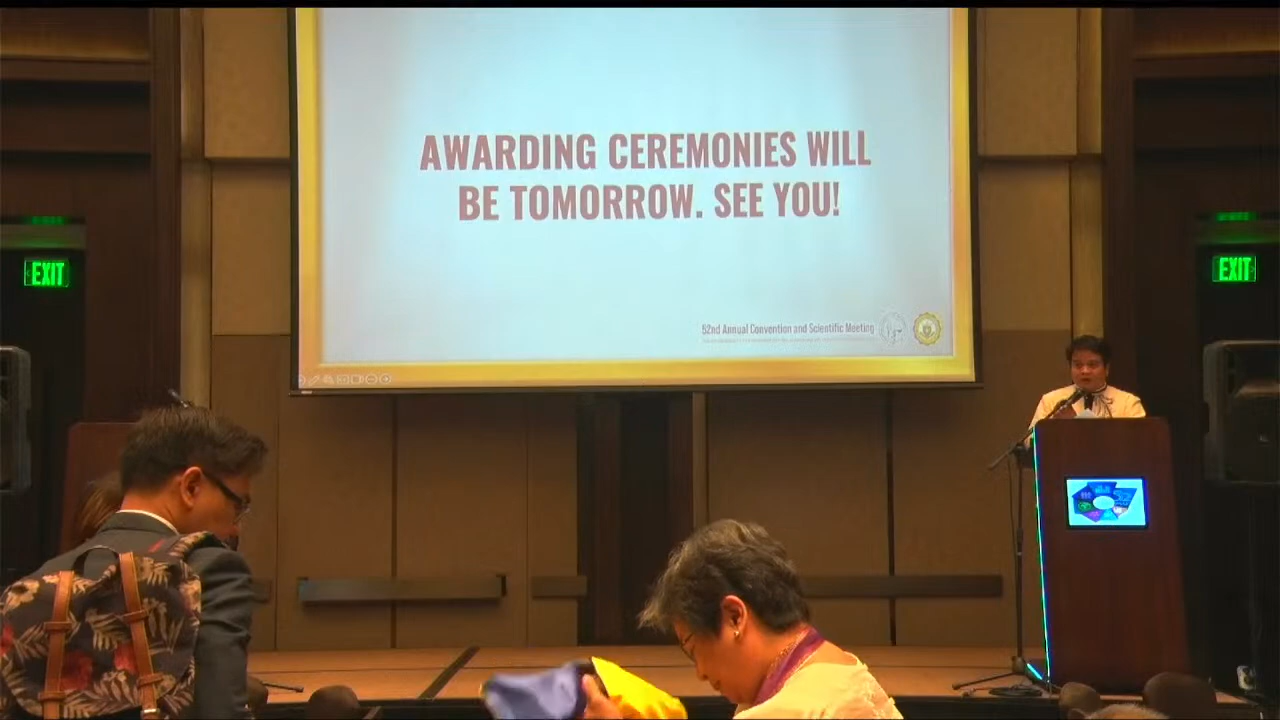 AWARDING CEREMONIES WILL
BE TOMORROW. SEE YOU!
EXIT
EXIT
52nd Annual Convention and Scientific Meeting